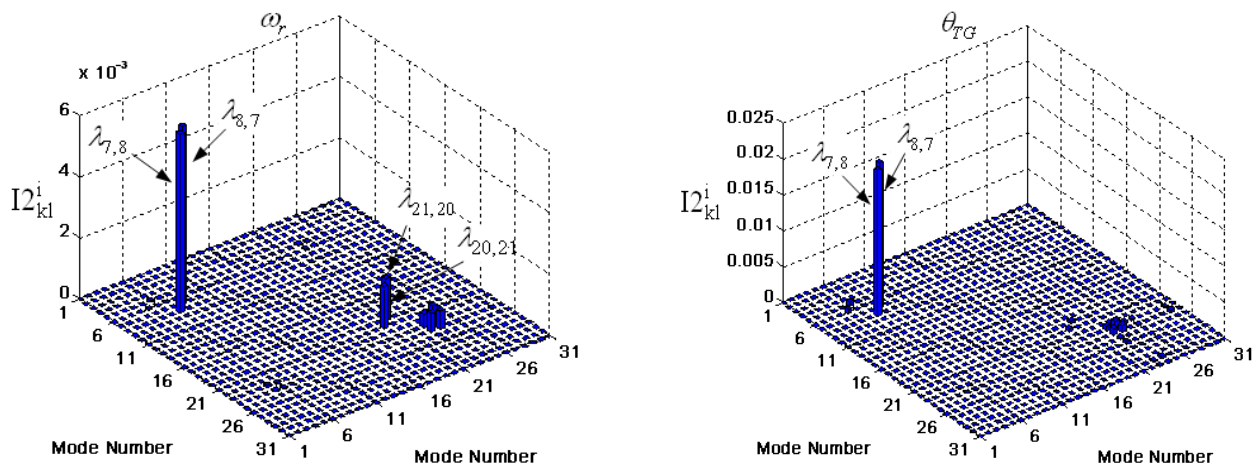 ω_r
x 10⁻³
6
4
2
0
I2^i_kl
λ_7,8
λ_8,7
λ_21,20
λ_20,21
1
6
11
16
21
26
31
1
6
11
16
21
26
31
Mode Number
Mode Number
θ_TG
0.025
0.02
0.015
0.01
0.005
0
I2^i_kl
λ_7,8
λ_8,7
1
6
11
16
21
26
31
1
6
11
16
21
26
31
Mode Number
Mode Number